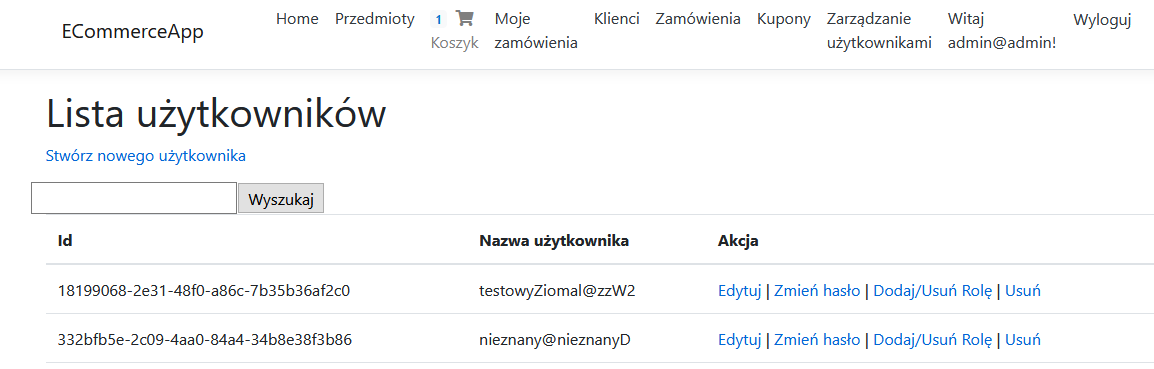 ECommerceApp
Home Przedmioty 1 Moje Klienci Zamówienia Kupony Zarządzanie Witaj Wyloguj
Koszyk zamówienia użytkownikami admin@admin!
Lista użytkowników
Stwórz nowego użytkownika
Wyszukaj
Id Nazwa użytkownika Akcja
18199068-2e31-48f0-a86c-7b35b36af2c0 testowyZiomal@zzW2 Edytuj | Zmień hasło | Dodaj/Usuń Rolę | Usuń
332bfb5e-2c09-4aa0-84a4-34b8e38f3b86 nieznany@nieznanyD Edytuj | Zmień hasło | Dodaj/Usuń Rolę | Usuń